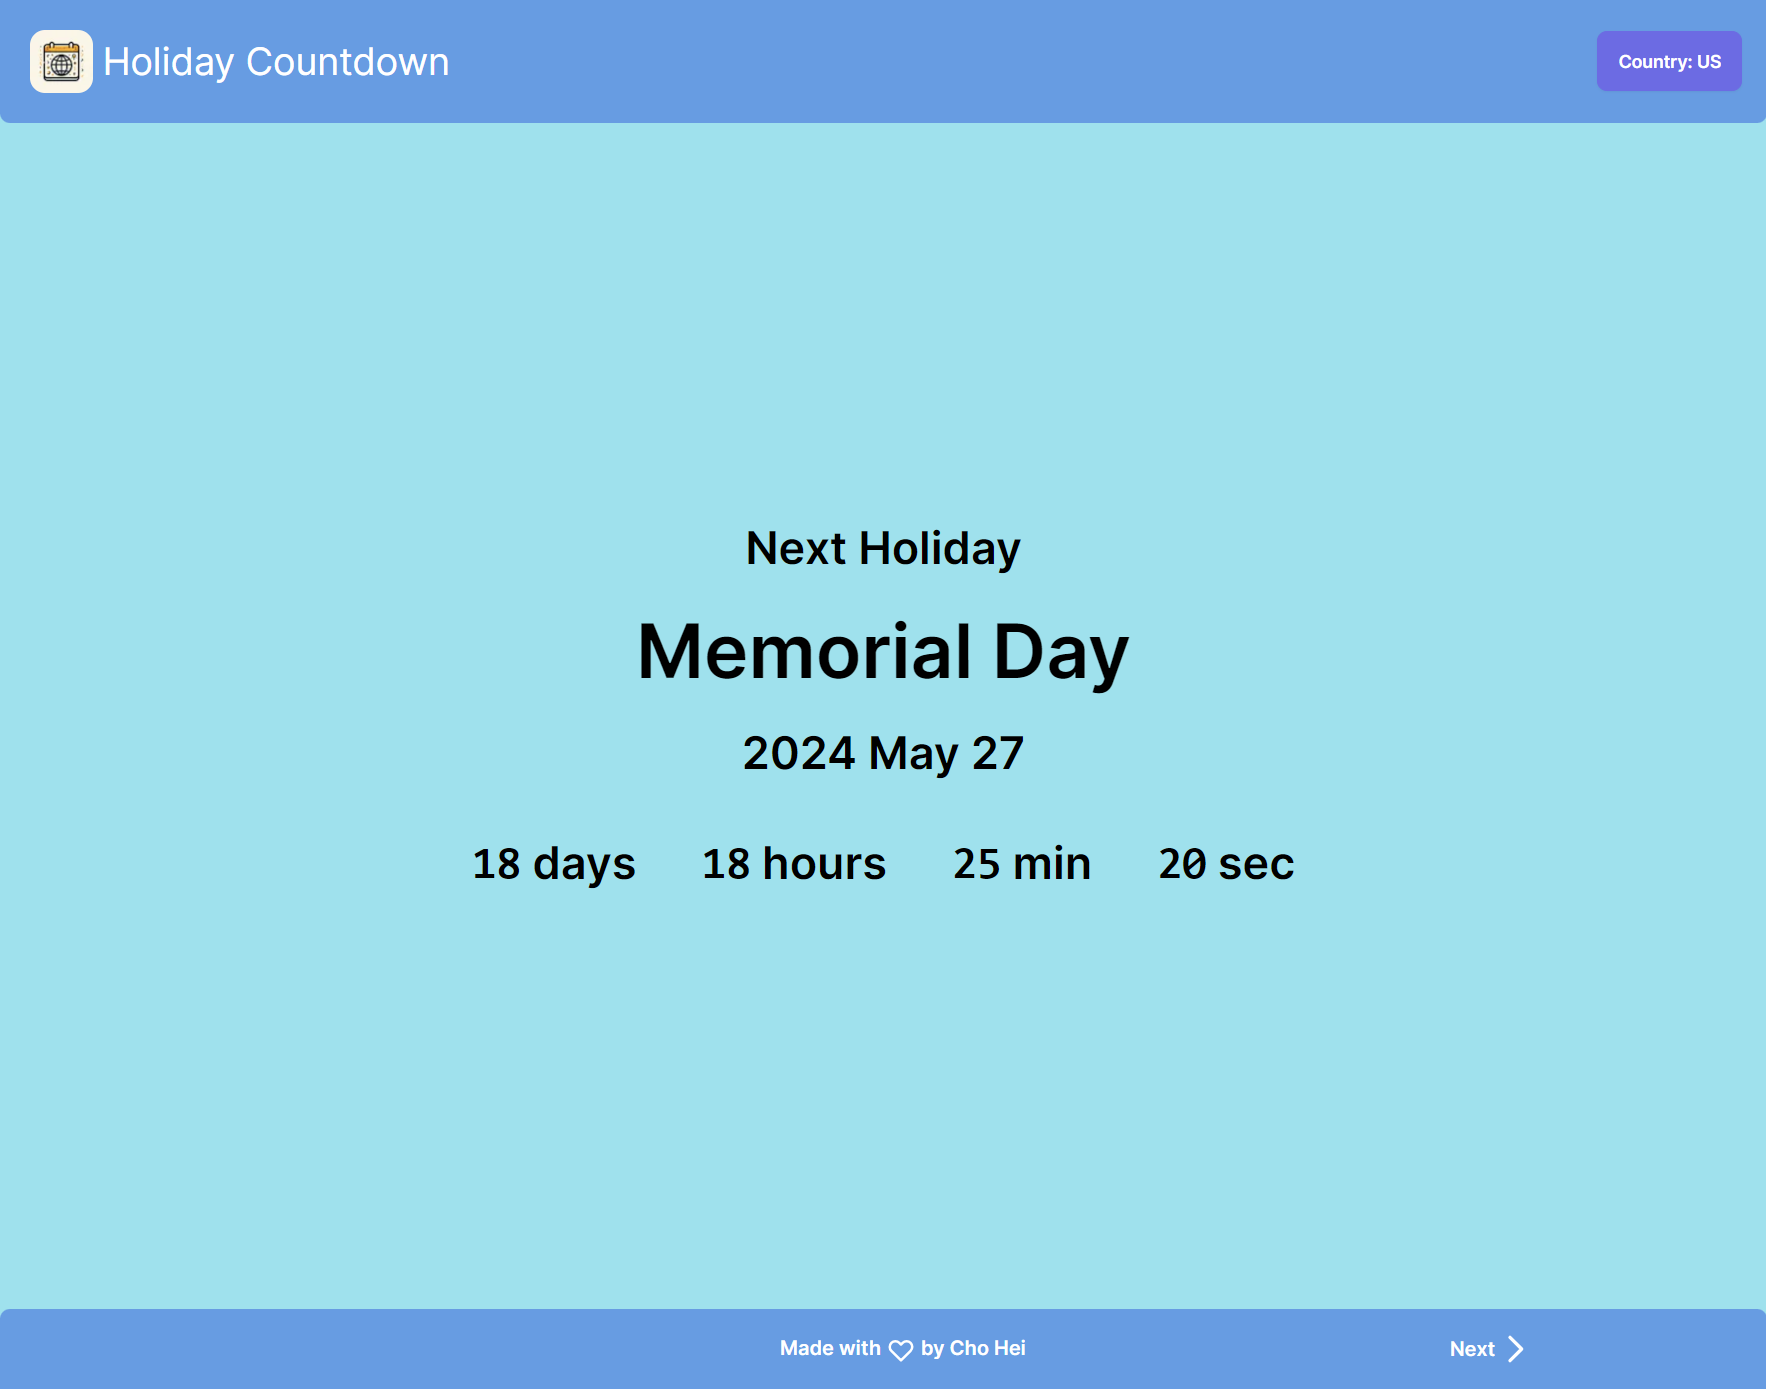 Holiday Countdown
Country: US
Next Holiday
Memorial Day
2024 May 27
18 days 18 hours 25 min 20 sec
Made with by Cho Hei
Next